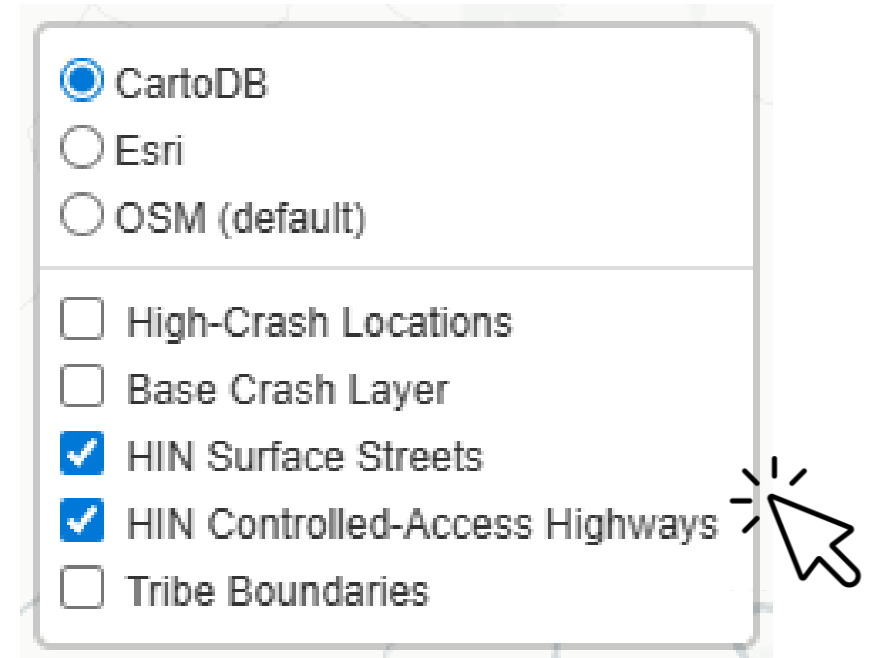 CartoDB
Esri
OSM (default)
High-Crash Locations
Base Crash Layer
HIN Surface Streets
HIN Controlled-Access Highways
Tribe Boundaries